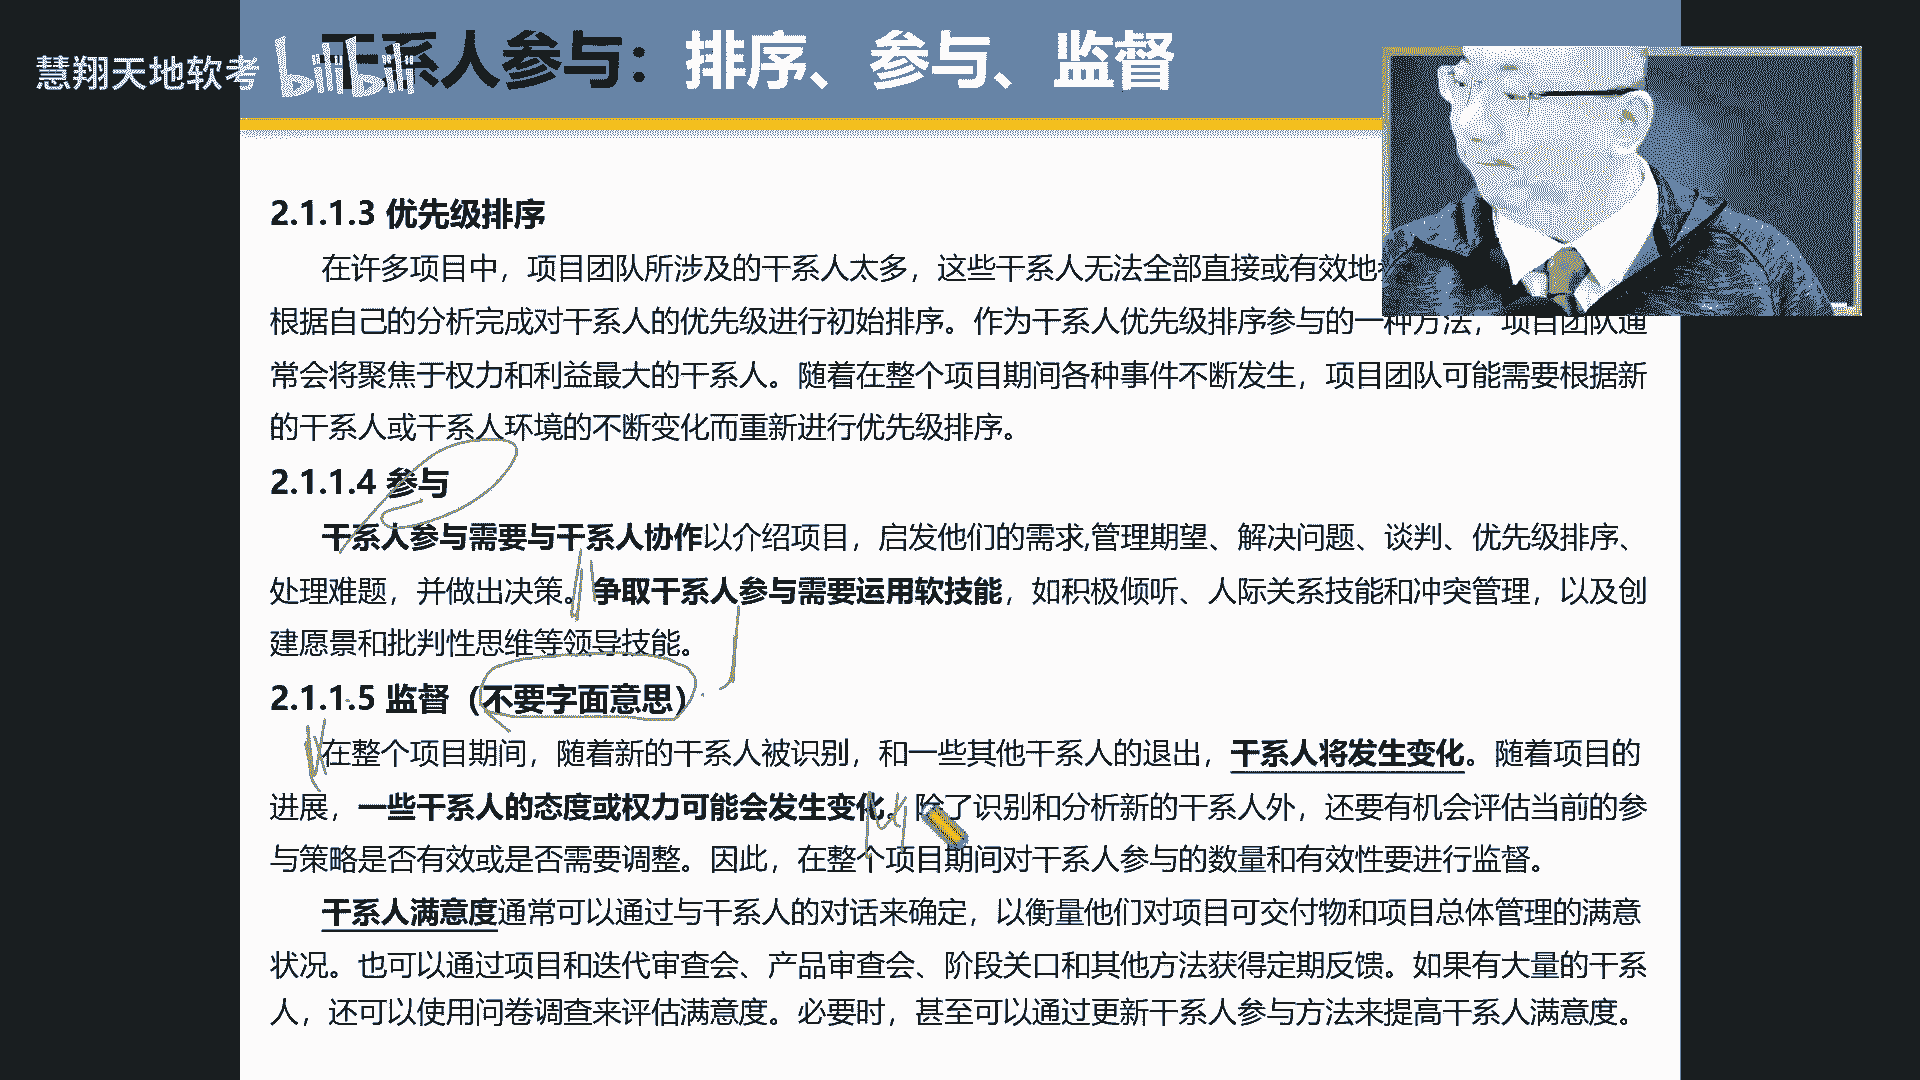 慧翔天地软考
bilibili
干系人参与：排序、参与、监督
2.1.1.3 优先级排序
在许多项目中，项目团队所涉及的干系人太多，这些干系人无法全部直接或有效地
根据自己的分析完成对干系人的优先级进行初始排序。作为干系人优先级排序参与的一种方法，项目团队通
常会将聚焦于权力和利益最大的干系人。随着在整个项目期间各种事件不断发生，项目团队可能需要根据新
的干系人或干系人环境的不断变化而重新进行优先级排序。
2.1.1.4 参与
干系人参与需要与干系人协作以介绍项目，启发他们的需求,管理期望、解决问题、谈判、优先级排序、
处理难题，并做出决策。争取干系人参与需要运用软技能，如积极倾听、人际关系技能和冲突管理，以及创
建愿景和批判性思维等领导技能。
2.1.1.5 监督（不要字面意思）
在整个项目期间，随着新的干系人被识别，和一些其他干系人的退出，干系人将发生变化。随着项目的
进展，一些干系人的态度或权力可能会发生变化。除了识别和分析新的干系人外，还要有机会评估当前的参
与策略是否有效或是否需要调整。因此，在整个项目期间对干系人参与的数量和有效性要进行监督。
干系人满意度通常可以通过与干系人的对话来确定，以衡量他们对项目可交付物和项目总体管理的满意
状况。也可以通过项目和迭代审查会、产品审查会、阶段关口和其他方法获得定期反馈。如果有大量的干系
人，还可以使用问卷调查来评估满意度。必要时，甚至可以通过更新干系人参与方法来提高干系人满意度。